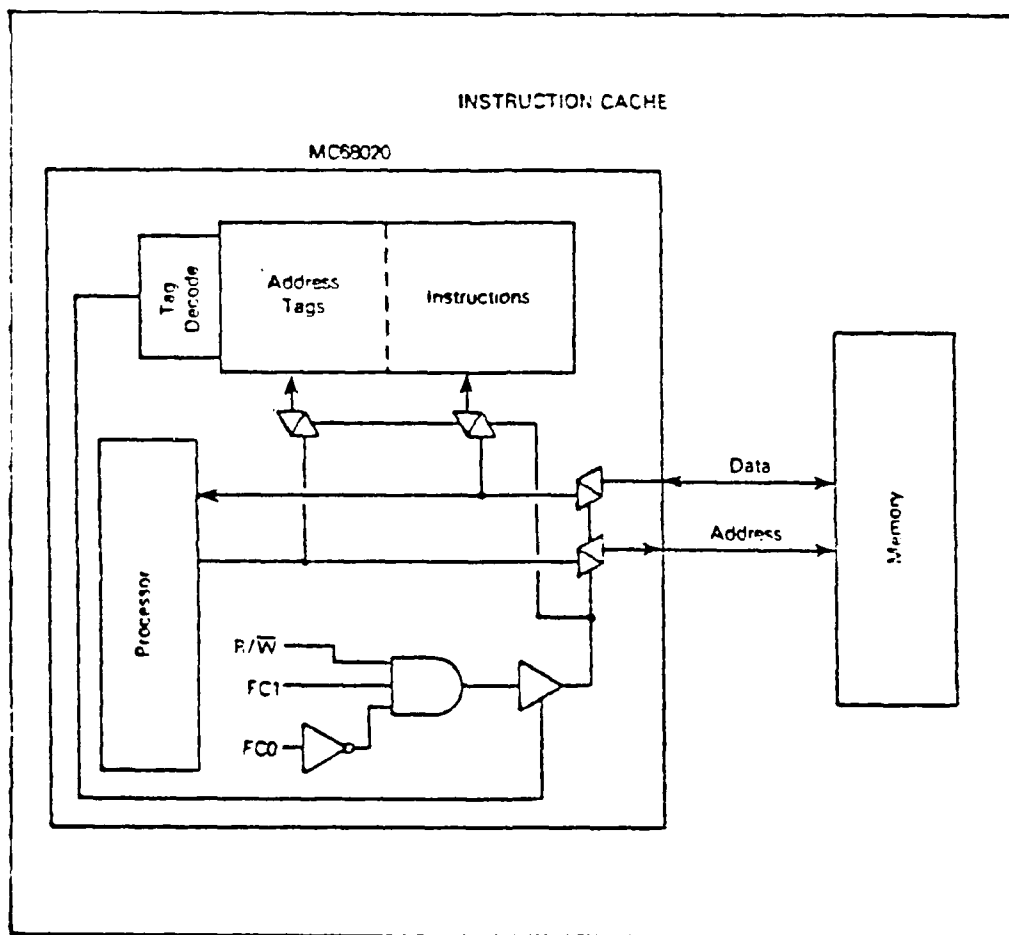 INSTRUCTION CACHE
MC68020
Tag
Decode
Address
Tags
Instructions
Processor
Data
Address
Memory
R/W̅
FC1
FC0